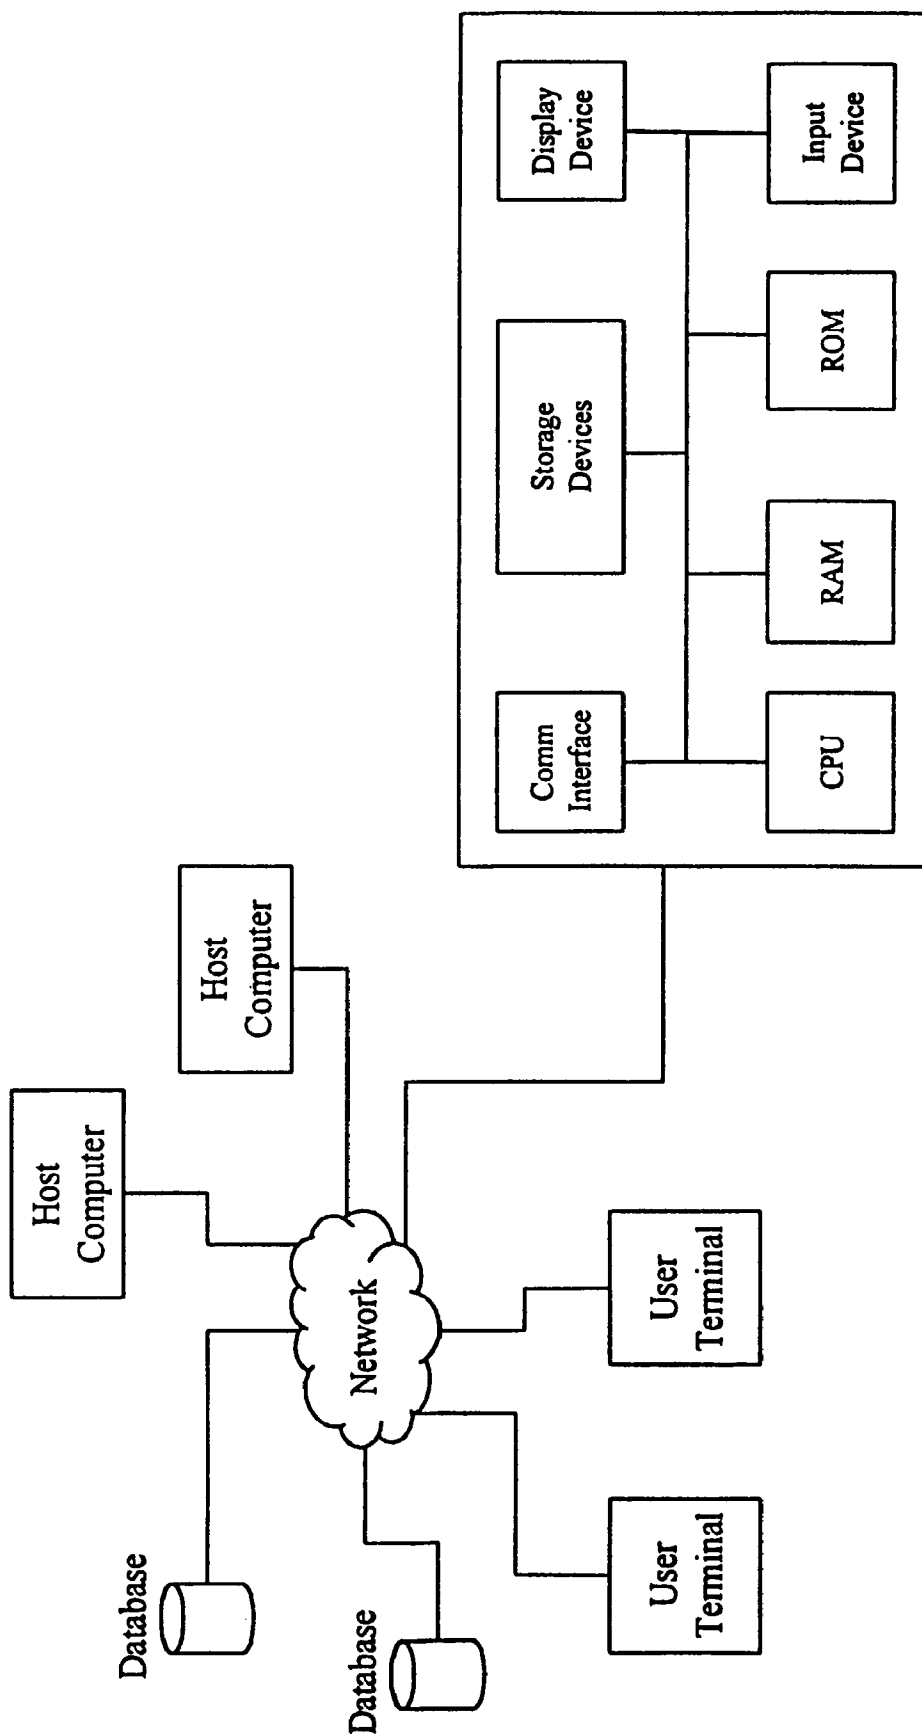 Database
Database
Host
Computer
Host
Computer
Network
User
Terminal
User
Terminal
Comm
Interface
Storage
Devices
Display
Device
CPU
RAM
ROM
Input
Device